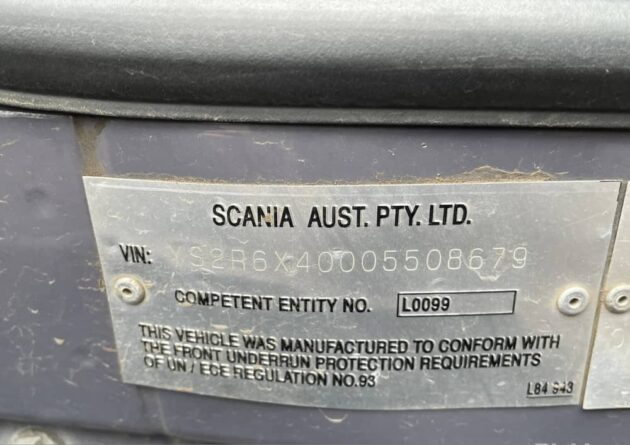 SCANIA AUST. PTY. LTD.
VIN: YS2R6X40005508679
COMPETENT ENTITY NO. L0099
THIS VEHICLE WAS MANUFACTURED TO CONFORM WITH
THE FRONT UNDERRUN PROTECTION REQUIREMENTS
OF UN / ECE REGULATION NO.93
L84 943